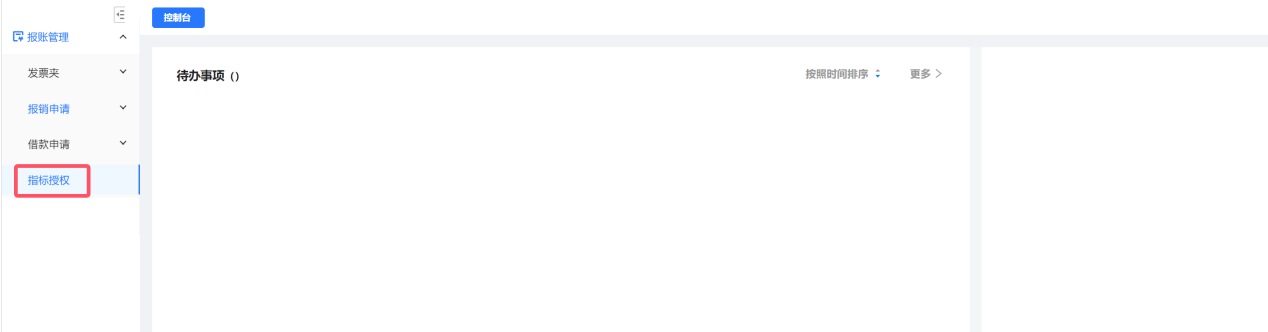 控制台
报账管理
发票夹
报销申请
借款申请
指标授权
待办事项 ()
按照时间排序
更多 >